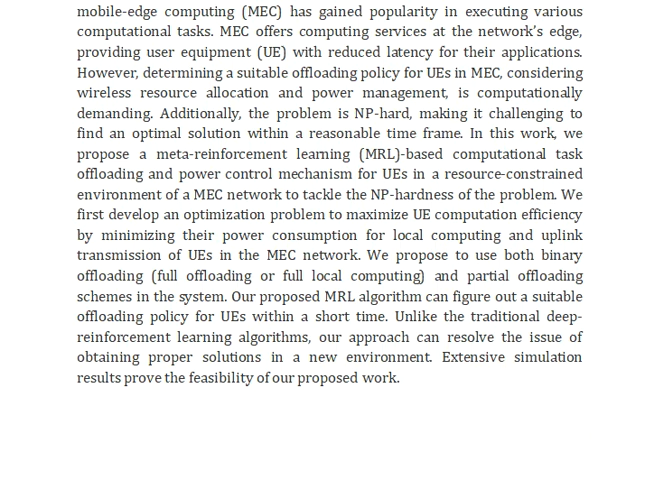 mobile-edge computing (MEC) has gained popularity in executing various
computational tasks. MEC offers computing services at the network’s edge,
providing user equipment (UE) with reduced latency for their applications.
However, determining a suitable offloading policy for UEs in MEC, considering
wireless resource allocation and power management, is computationally
demanding. Additionally, the problem is NP-hard, making it challenging to
find an optimal solution within a reasonable time frame. In this work, we
propose a meta-reinforcement learning (MRL)-based computational task
offloading and power control mechanism for UEs in a resource-constrained
environment of a MEC network to tackle the NP-hardness of the problem. We
first develop an optimization problem to maximize UE computation efficiency
by minimizing their power consumption for local computing and uplink
transmission of UEs in the MEC network. We propose to use both binary
offloading (full offloading or full local computing) and partial offloading
schemes in the system. Our proposed MRL algorithm can figure out a suitable
offloading policy for UEs within a short time. Unlike the traditional deep-
reinforcement learning algorithms, our approach can resolve the issue of
obtaining proper solutions in a new environment. Extensive simulation
results prove the feasibility of our proposed work.